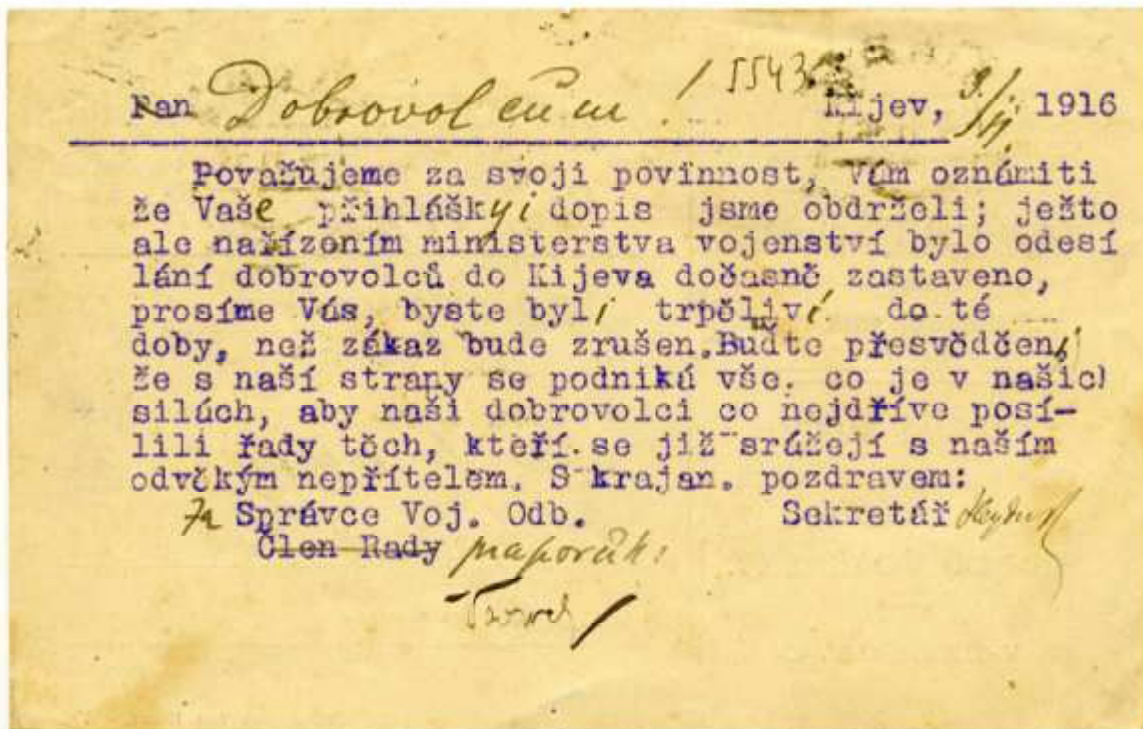 Pan Dobrovolcům 15543 Kijev, 9./II. 1916
Považujeme za svoji povinnost, Vám oznámiti
že Vaše přihlášky i dopis jsme obdrželi; ježto
ale nařízením ministerstva vojenství bylo odesí
lání dobrovolců do Kijeva dočasně zastaveno,
prosíme Vás, byste byli trpěliví do té
doby, než zákaz bude zrušen. Buďte přesvědčeni
že s naší strany se podniká vše. co je v našich
silách, aby naši dobrovolci co nejdříve posí-
lili řady těch, kteří se již srážejí s naším
odvěkým nepřítelem. S krajan. pozdravem:
Za Správce Voj. Odb. Sekretář
Člen Rady praporčík: